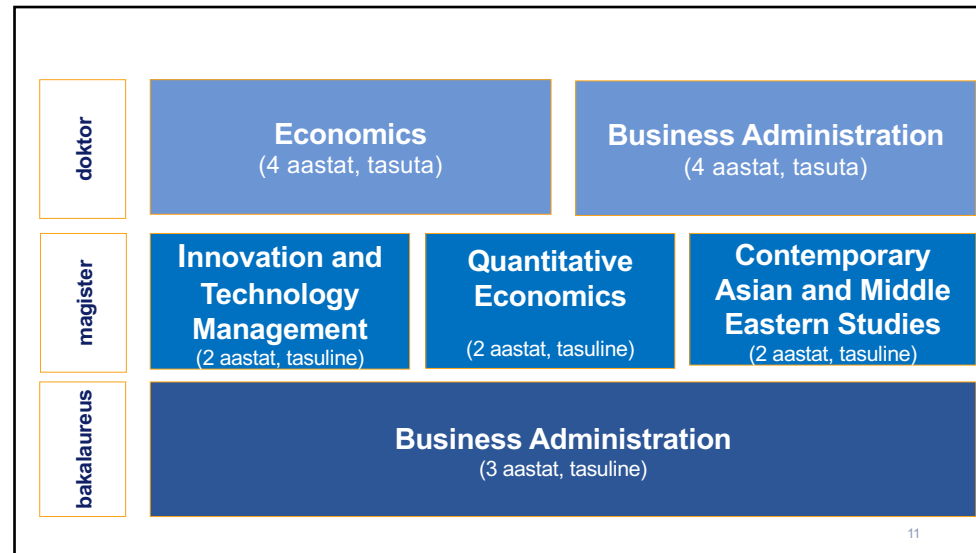 doktor
Economics
(4 aastat, tasuta)
Business Administration
(4 aastat, tasuta)
magister
Innovation and
Technology
Management
(2 aastat, tasuline)
Quantitative
Economics
(2 aastat, tasuline)
Contemporary
Asian and Middle
Eastern Studies
(2 aastat, tasuline)
bakalaureus
Business Administration
(3 aastat, tasuline)
11